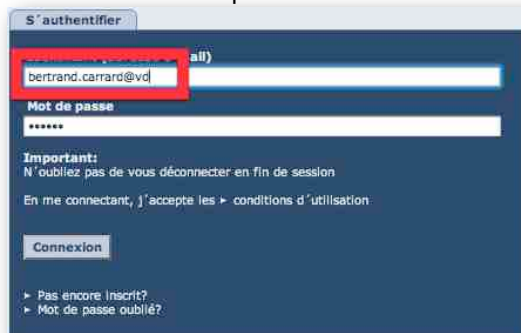 S´authentifier
ail)
bertrand.carrard@vd
Mot de passe
••••••
Important:
N´oubliez pas de vous déconnecter en fin de session
En me connectant, j´accepte les ► conditions d´utilisation
Connexion
► Pas encore inscrit?
► Mot de passe oublié?